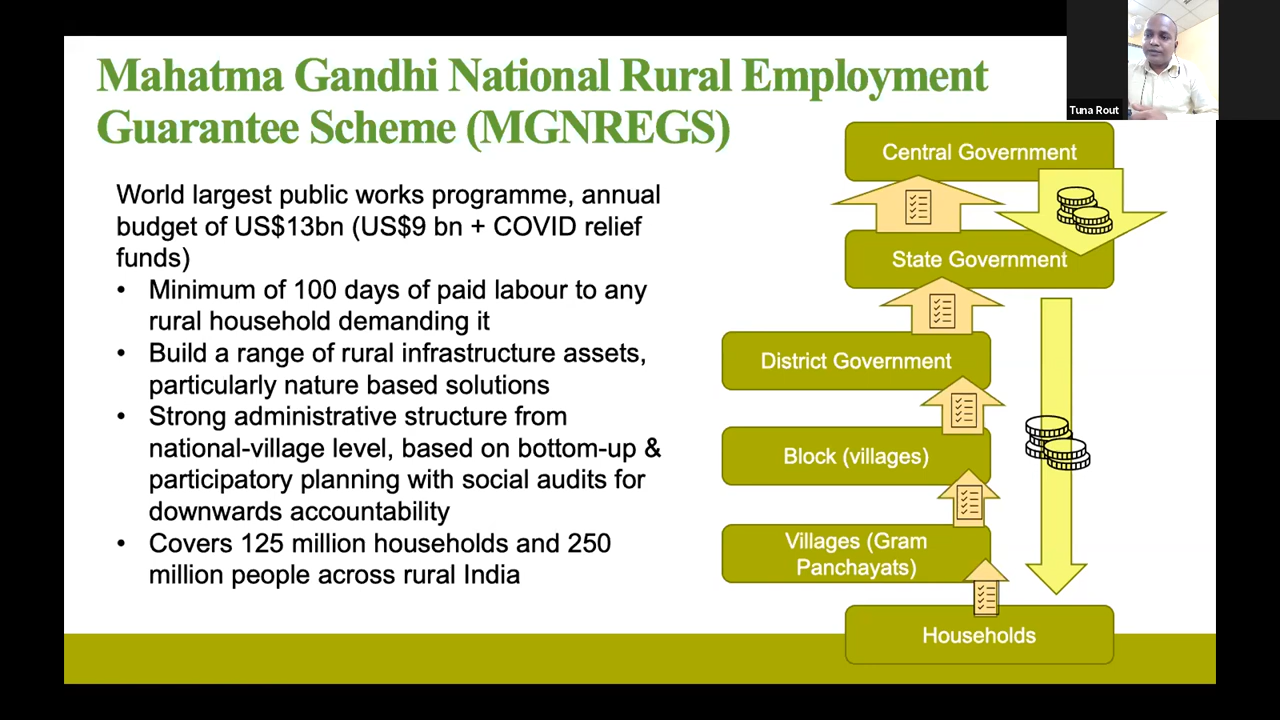 Mahatma Gandhi National Rural Employment
Guarantee Scheme (MGNREGS)
Tuna Rout
World largest public works programme, annual
budget of US$13bn (US$9 bn + COVID relief
funds)
• Minimum of 100 days of paid labour to any
rural household demanding it
• Build a range of rural infrastructure assets,
particularly nature based solutions
• Strong administrative structure from
national-village level, based on bottom-up &
participatory planning with social audits for
downwards accountability
• Covers 125 million households and 250
million people across rural India
Central Government
State Government
District Government
Block (villages)
Villages (Gram
Panchayats)
Households